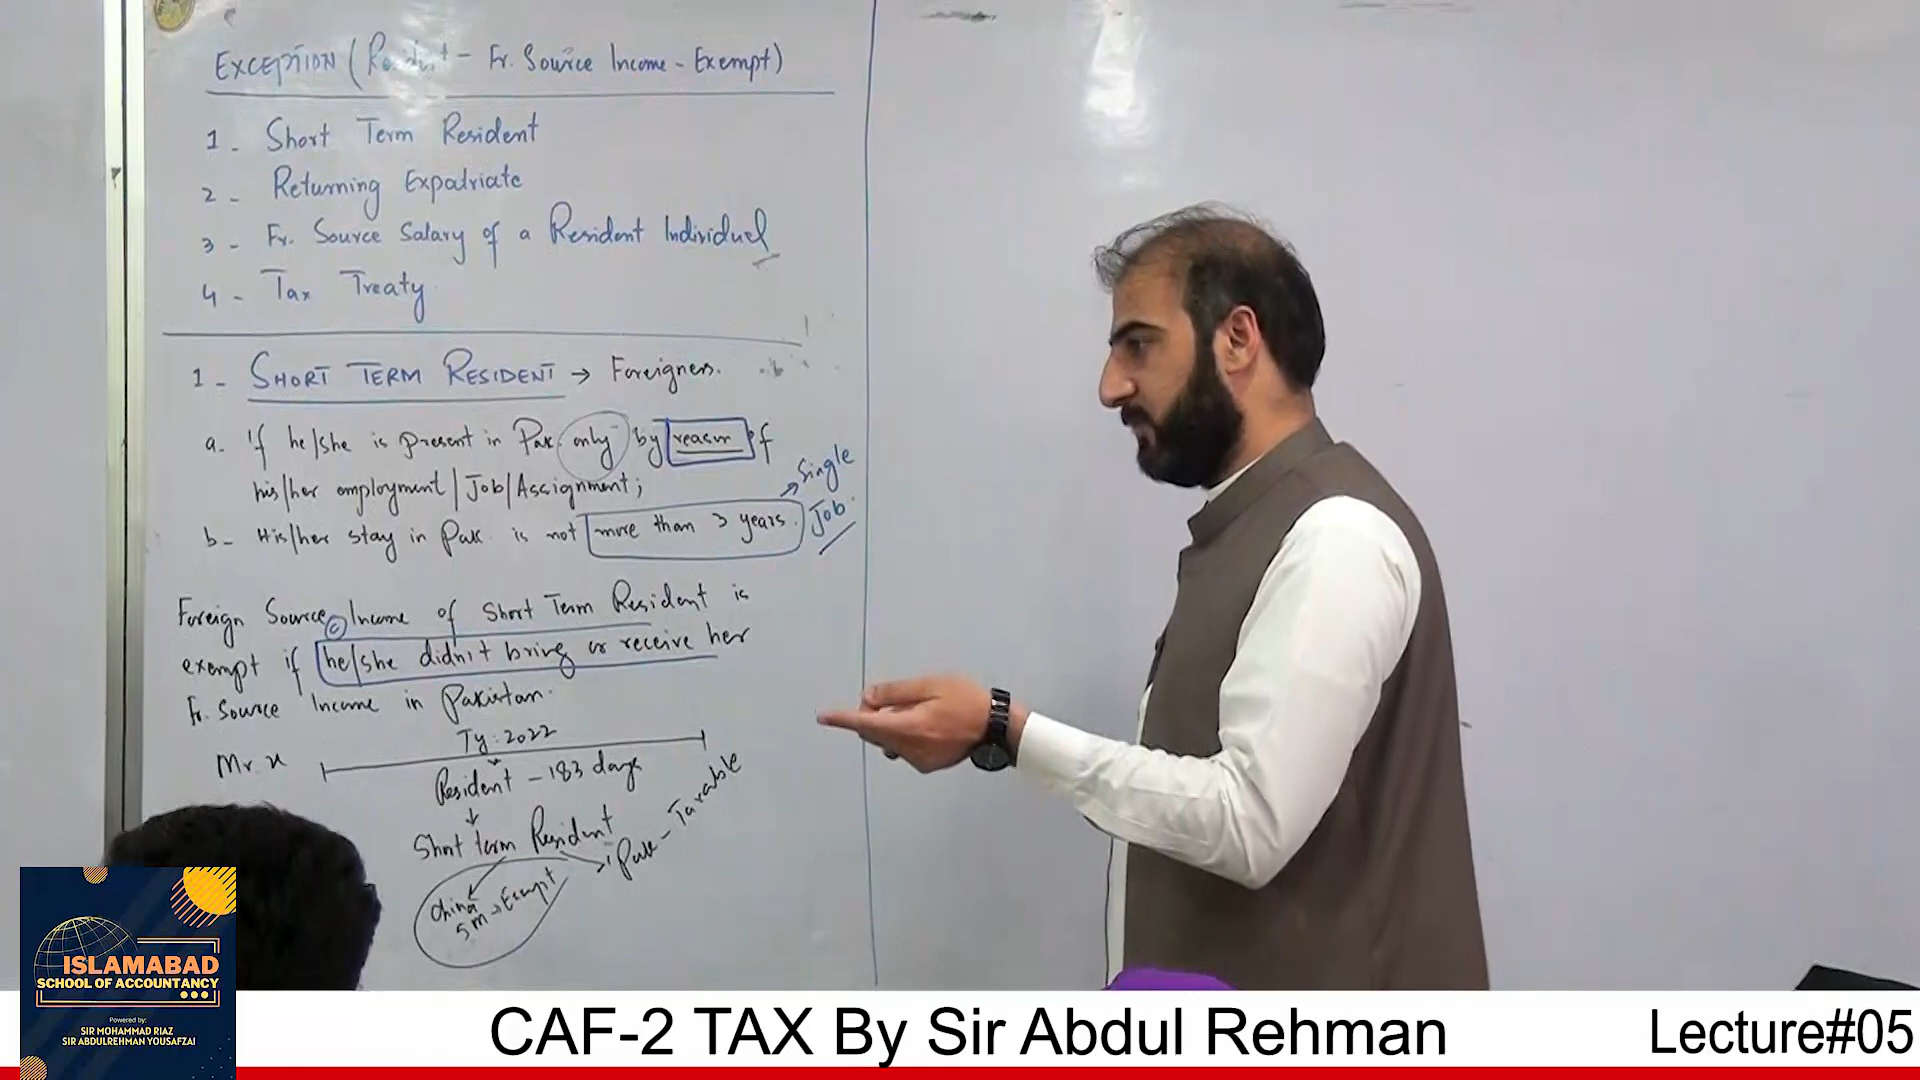 EXCEPTION (Resident - Fr. Source Income - Exempt)
1 - Short Term Resident
2 - Returning Expatriate
3 - Fr. Source Salary of a Resident Individuel
4 - Tax Treaty
1 - SHORT TERM RESIDENT → Foreigners.
a. if he/she is present in Pak only by reason of
his/her employment/Job/Assignment;
b - His/her stay in Pak. is not more than 3 years. → Single
Job
Foreign Source Income of Short Term Resident is
(c)
exempt if he/she didn't bring or receive her
Fr. Source Income in Pakistan.
Ty: 2022
Mr. x
Resident - 183 days
↓
Short term Resident
Pak - Taxable
China
5m → Exempt
ISLAMABAD
SCHOOL OF ACCOUNTANCY
Powered by:
SIR MOHAMMAD RIAZ
SIR ABDULREHMAN YOUSAFZAI
CAF-2 TAX By Sir Abdul Rehman
Lecture#05